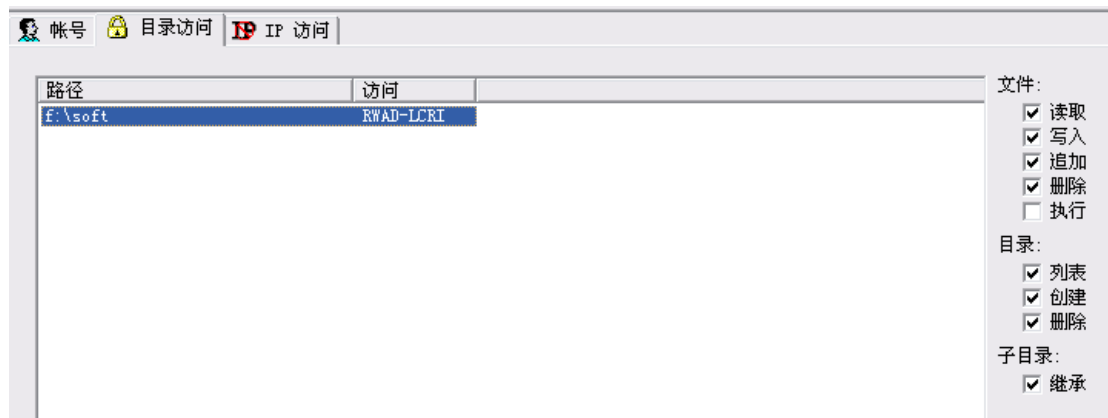 帐号 目录访问 IP 访问
路径 访问
f:\soft RWAD-LCRI
文件:
读取
写入
追加
删除
执行
目录:
列表
创建
删除
子目录:
继承